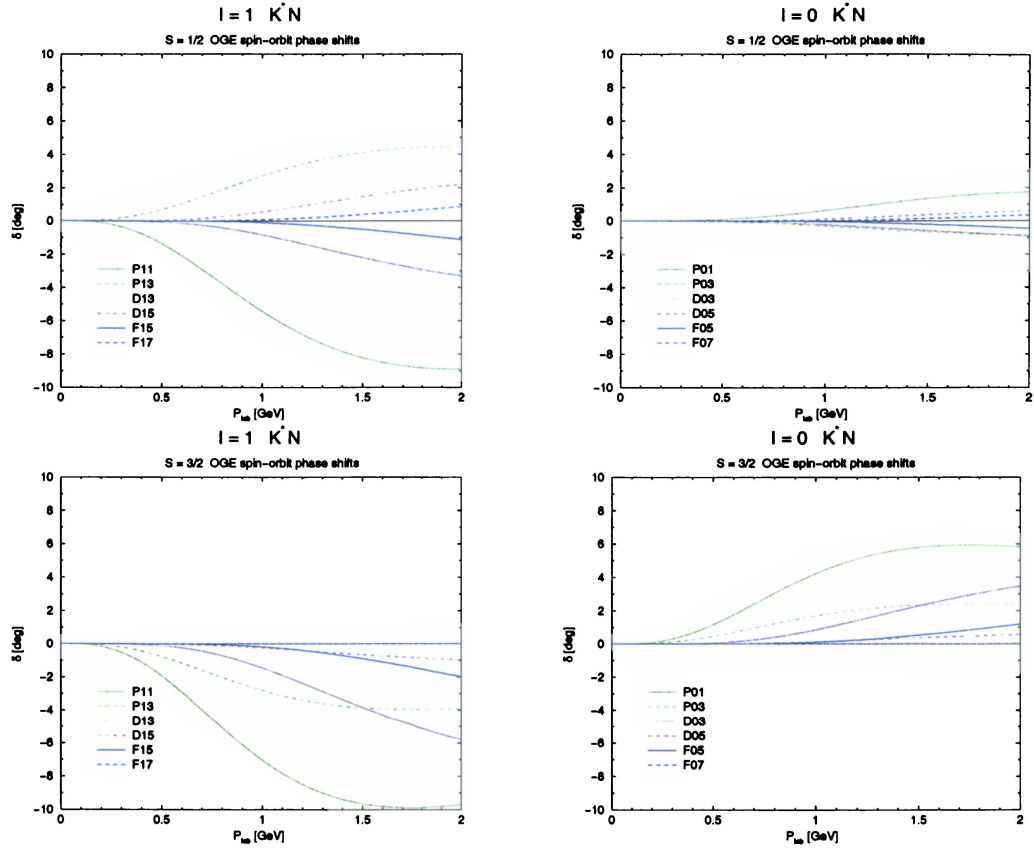 I = 1 K*N
S = 1/2 OGE spin-orbit phase shifts
10
8
6
4
2
0
−2
−4
−6
−8
−10
δ [deg]
P11
P13
D13
D15
F15
F17
0
0.5
1
1.5
2
P_lab [GeV]
I = 0 K*N
S = 1/2 OGE spin-orbit phase shifts
10
8
6
4
2
0
−2
−4
−6
−8
−10
δ [deg]
P01
P03
D03
D05
F05
F07
0
0.5
1
1.5
2
P_lab [GeV]
I = 1 K*N
S = 3/2 OGE spin-orbit phase shifts
10
8
6
4
2
0
−2
−4
−6
−8
−10
δ [deg]
P11
P13
D13
D15
F15
F17
0
0.5
1
1.5
2
P_lab [GeV]
I = 0 K*N
S = 3/2 OGE spin-orbit phase shifts
10
8
6
4
2
0
−2
−4
−6
−8
−10
δ [deg]
P01
P03
D03
D05
F05
F07
0
0.5
1
1.5
2
P_lab [GeV]